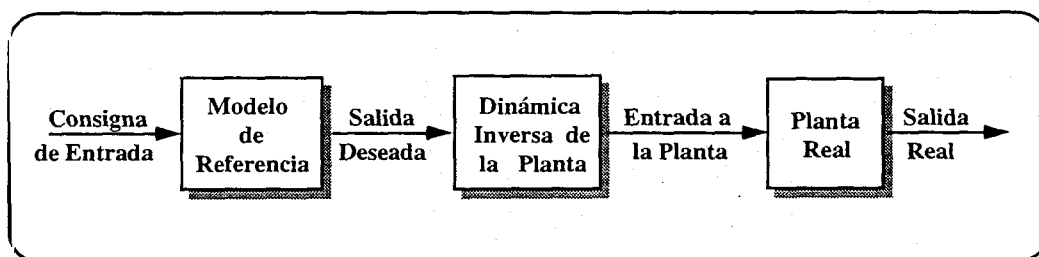 Consigna
de Entrada
Modelo
de
Referencia
Salida
Deseada
Dinámica
Inversa de
la Planta
Entrada a
la Planta
Planta
Real
Salida
Real